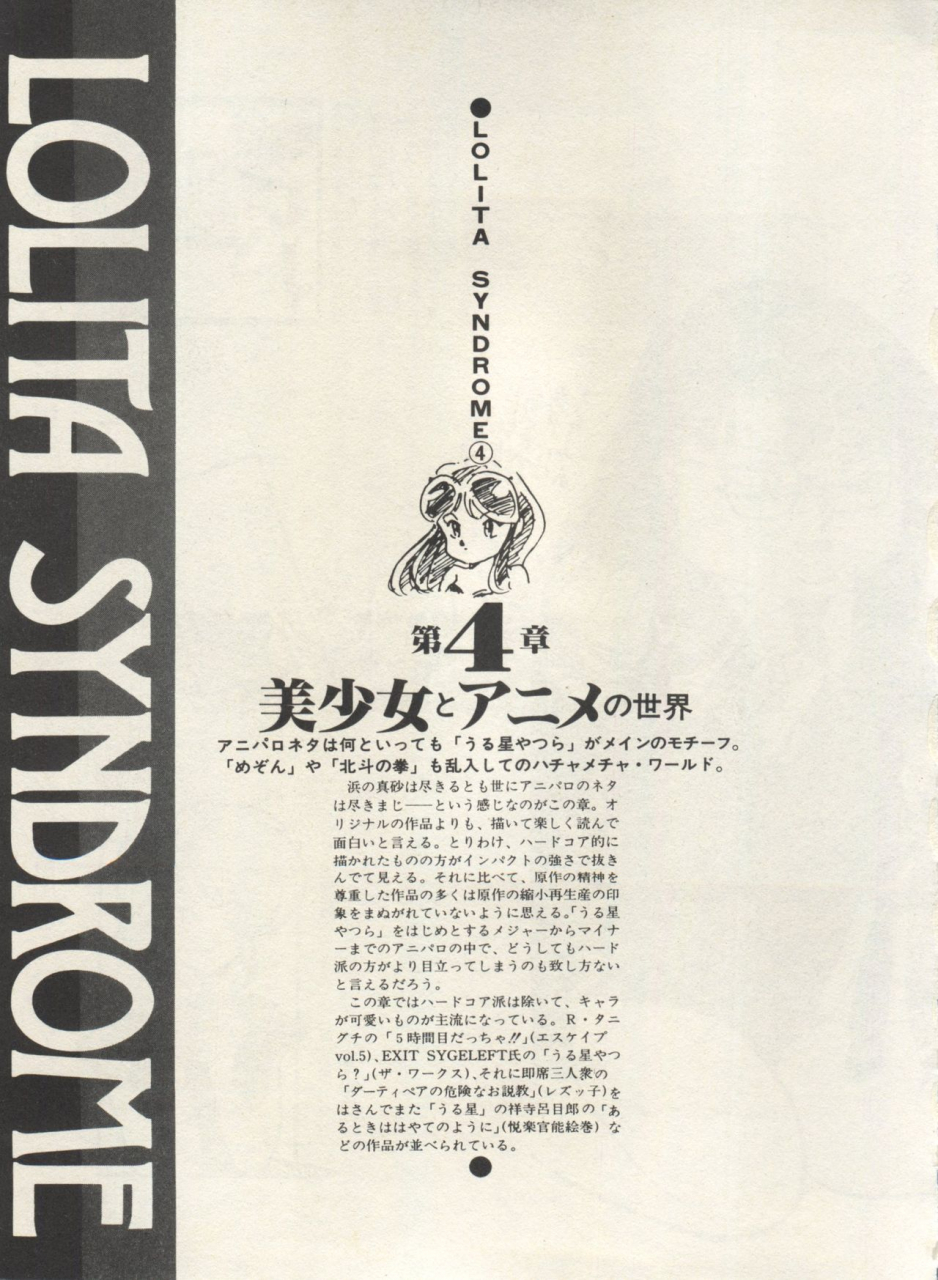 LOLITA SYNDROME
●LOLITA SYNDROME④
第4章
美少女とアニメの世界
アニパロネタは何といっても「うる星やつら」がメインのモチーフ。
「めぞん」や「北斗の拳」も乱入してのハチャメチャ・ワールド。
浜の真砂は尽きるとも世にアニパロのネタ
は尽きまじ──という感じなのがこの章。オ
リジナルの作品よりも、描いて楽しく読んで
面白いと言える。とりわけ、ハードコア的に
描かれたものの方がインパクトの強さで抜き
んでて見える。それに比べて、原作の精神を
尊重した作品の多くは原作の縮小再生産の印
象をまぬがれていないように思える。「うる星
やつら」をはじめとするメジャーからマイナ
ーまでのアニパロの中で、どうしてもハード
派の方がより目立ってしまうのも致し方ない
と言えるだろう。
この章ではハードコア派は除いて、キャラ
が可愛いものが主流になっている。R・タニ
グチの「5時間目だっちゃ!!」(エスケイプ
vol.5)、EXIT SYGELEFT氏の「うる星やつ
ら?」(ザ・ワークス)、それに即席三人衆の
「ダーティペアの危険なお説教」(レズッ子)を
はさんでまた「うる星」の祥寺呂目郎の「あ
るときははやてのように」(悦楽官能絵巻)な
どの作品が並べられている。
●